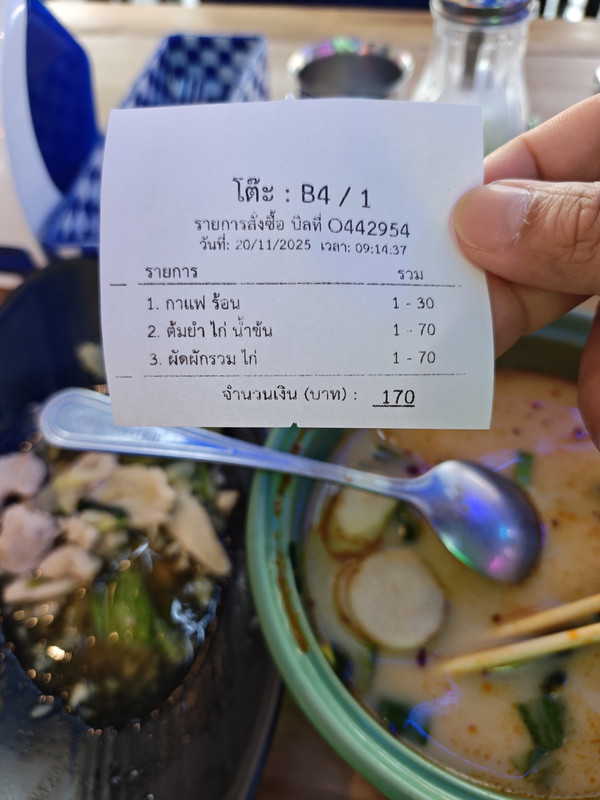 โต๊ะ : B4 / 1
รายการสั่งซื้อ บิลที่ O442954
วันที่: 20/11/2025 เวลา: 09:14:37
รายการ รวม
1. กาแฟ ร้อน 1 - 30
2. ต้มยำ ไก่ น้ำข้น 1 - 70
3. ผัดผักรวม ไก่ 1 - 70
จำนวนเงิน (บาท) : 170